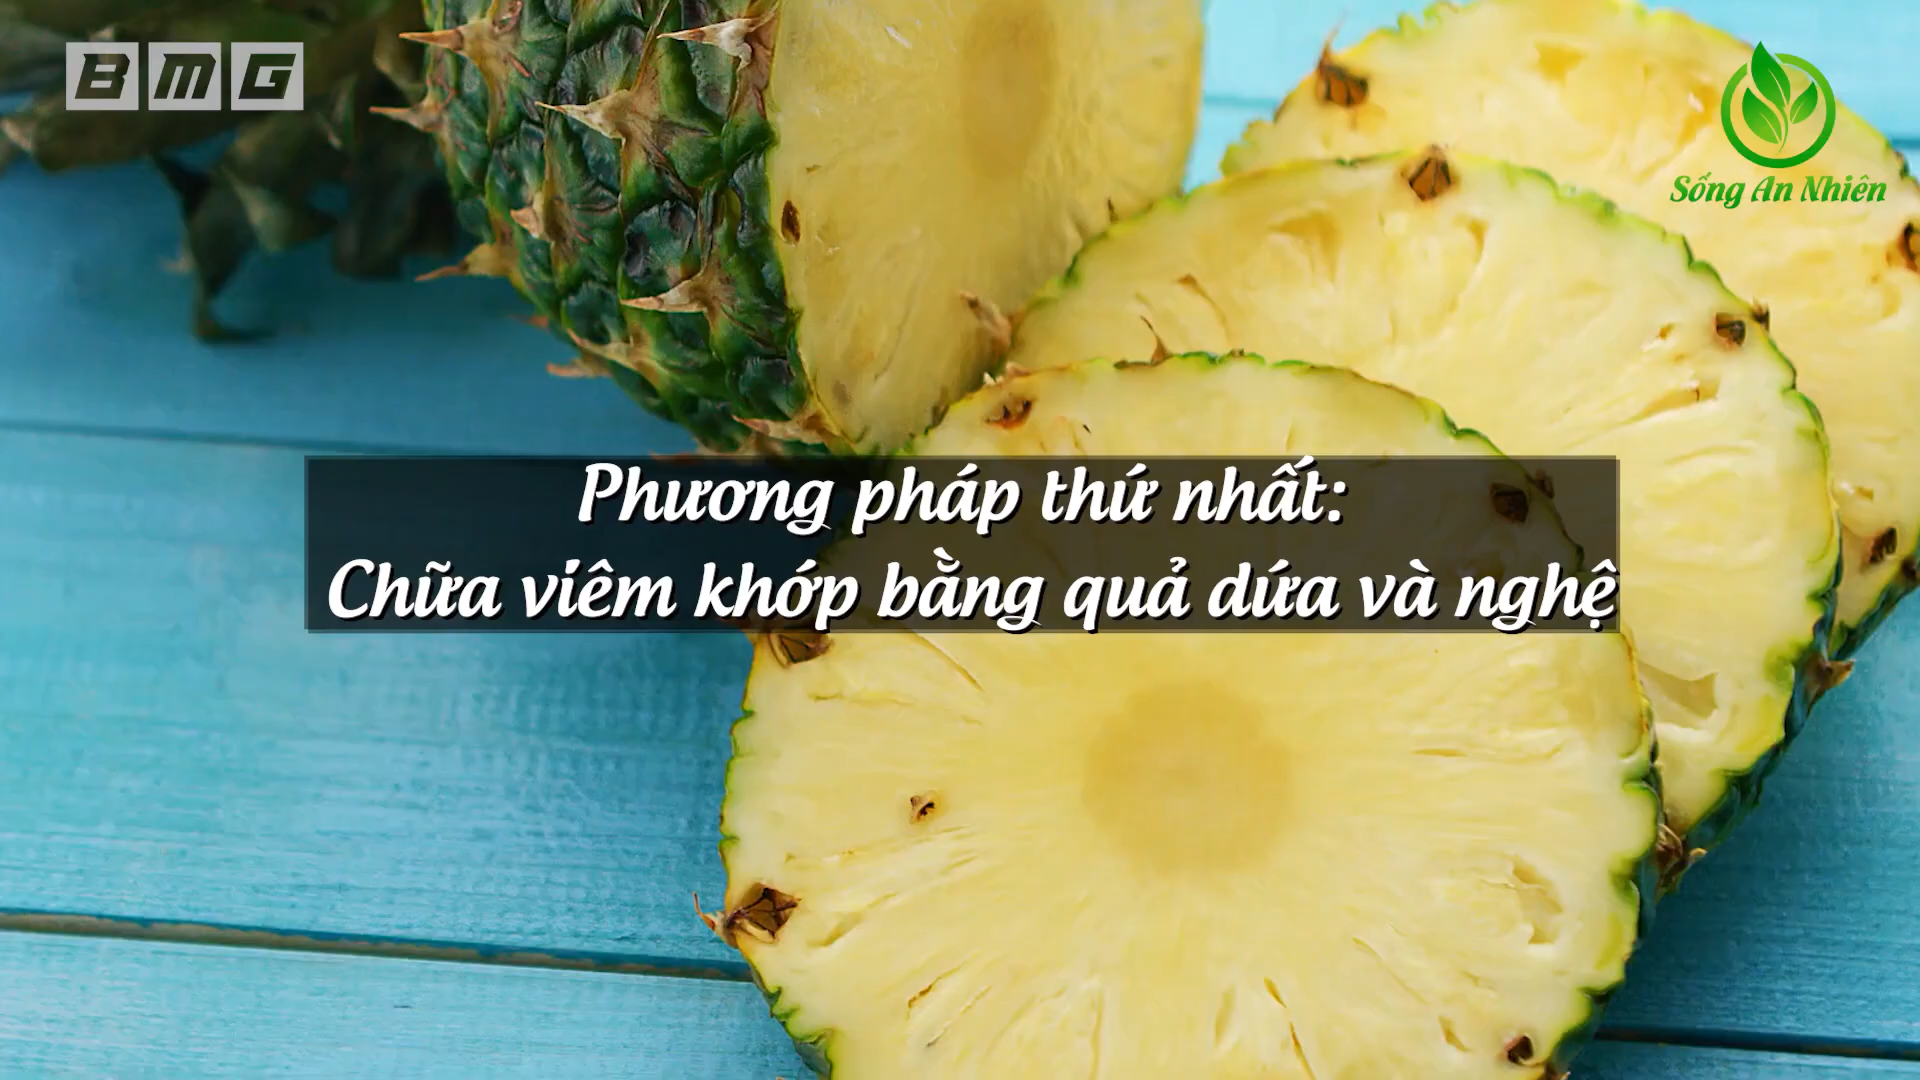 BMG
Sống An Nhiên
Phương pháp thứ nhất:
Chữa viêm khớp bằng quả dứa và nghệ